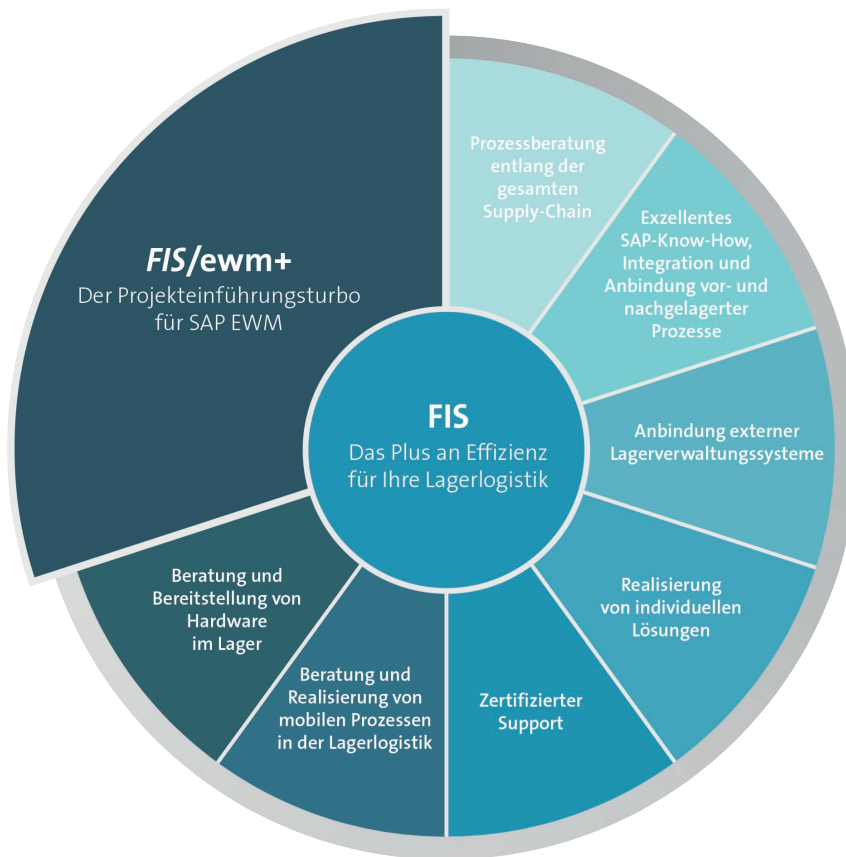 FIS/ewm+
Der Projekteinführungsturbo
für SAP EWM
Prozessberatung
entlang der
gesamten
Supply-Chain
Exzellentes
SAP-Know-How,
Integration und
Anbindung vor- und
nachgelagerter
Prozesse
Anbindung externer
Lagerverwaltungssysteme
Realisierung
von individuellen
Lösungen
Zertifizierter
Support
Beratung und
Realisierung von
mobilen Prozessen
in der Lagerlogistik
Beratung und
Bereitstellung von
Hardware
im Lager
FIS
Das Plus an Effizienz
für Ihre Lagerlogistik